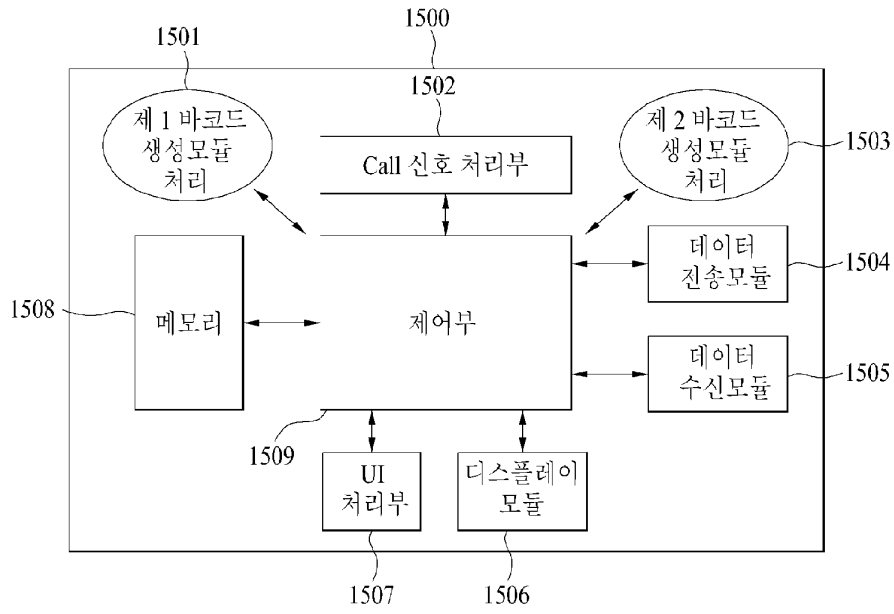 1501
1500
1502
제 1 바코드
생성모듈
처리
Call 신호 처리부
제 2 바코드
생성모듈
처리
1503
데이터
전송모듈
1504
1508
메모리
제어부
데이터
수신모듈
1505
1509
UI
처리부
디스플레이
모듈
1507
1506